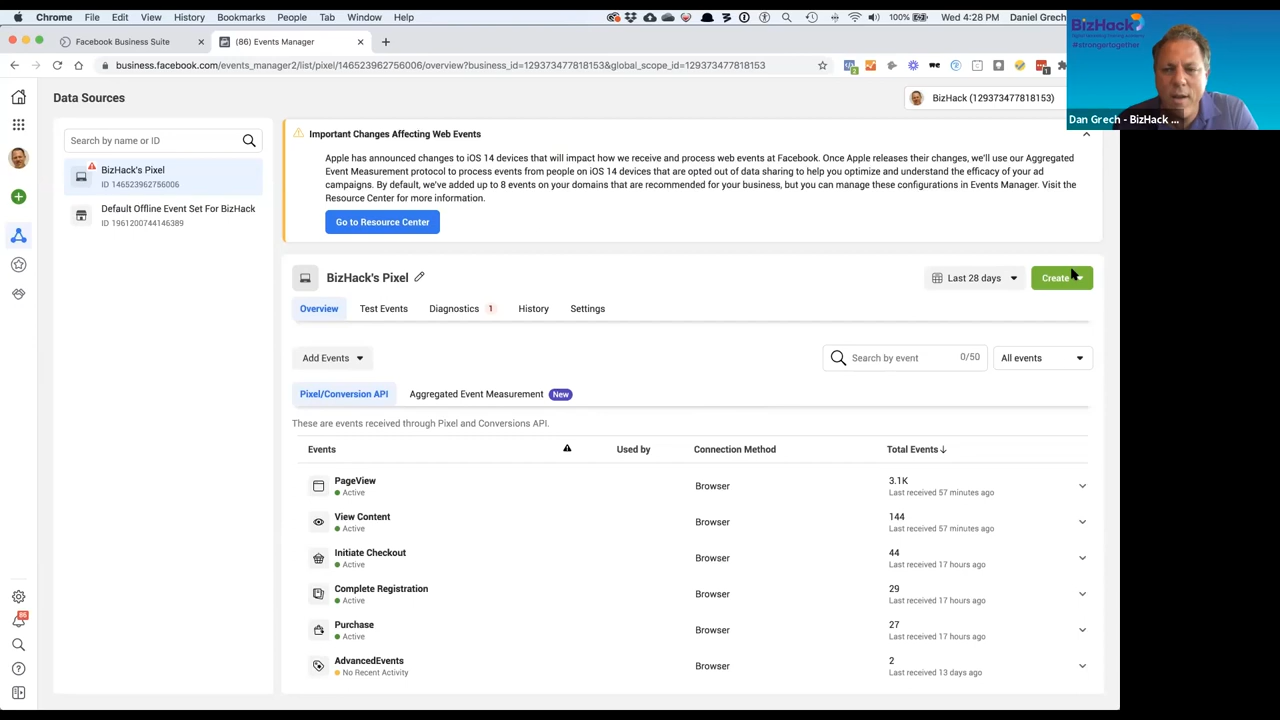 Chrome File Edit View History Bookmarks People Tab Window Help
100% Wed 4:28 PM Daniel Grech
BizHack
#strongertogether
Dan Grech - BizHack ...
Facebook Business Suite
(86) Events Manager
business.facebook.com/events_manager2/list/pixel/146523962756006/overview?business_id=129373477818153&global_scope_id=129373477818153
Data Sources
BizHack (129373477818153)
Search by name or ID
BizHack's Pixel
ID 146523962756006
Default Offline Event Set For BizHack
ID 1961200744146389
Important Changes Affecting Web Events
Apple has announced changes to iOS 14 devices that will impact how we receive and process web events at Facebook. Once Apple releases their changes, we'll use our Aggregated
Event Measurement protocol to process events from people on iOS 14 devices that are opted out of data sharing to help you optimize and understand the efficacy of your ad
campaigns. By default, we've added up to 8 events on your domains that are recommended for your business, but you can manage these configurations in Events Manager. Visit the
Resource Center for more information.
Go to Resource Center
BizHack's Pixel
Last 28 days
Create
Overview Test Events Diagnostics 1 History Settings
Add Events
Search by event 0/50
All events
Pixel/Conversion API
Aggregated Event Measurement New
These are events received through Pixel and Conversions API.
Events Used by Connection Method Total Events
PageView Browser 3.1K
Active Last received 57 minutes ago
View Content Browser 144
Active Last received 57 minutes ago
Initiate Checkout Browser 44
Active Last received 17 hours ago
Complete Registration Browser 29
Active Last received 17 hours ago
Purchase Browser 27
Active Last received 17 hours ago
AdvancedEvents Browser 2
No Recent Activity Last received 13 days ago
86